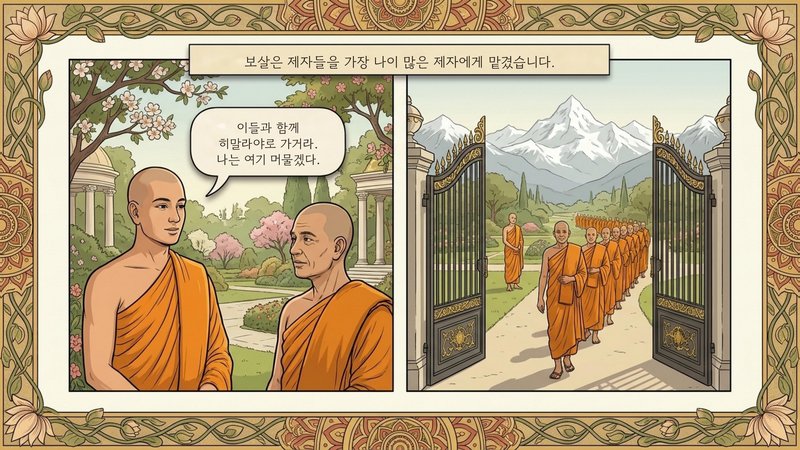 보살은 제자들을 가장 나이 많은 제자에게 맡겼습니다.
이들과 함께
히말라야로 가거라.
나는 여기 머물겠다.